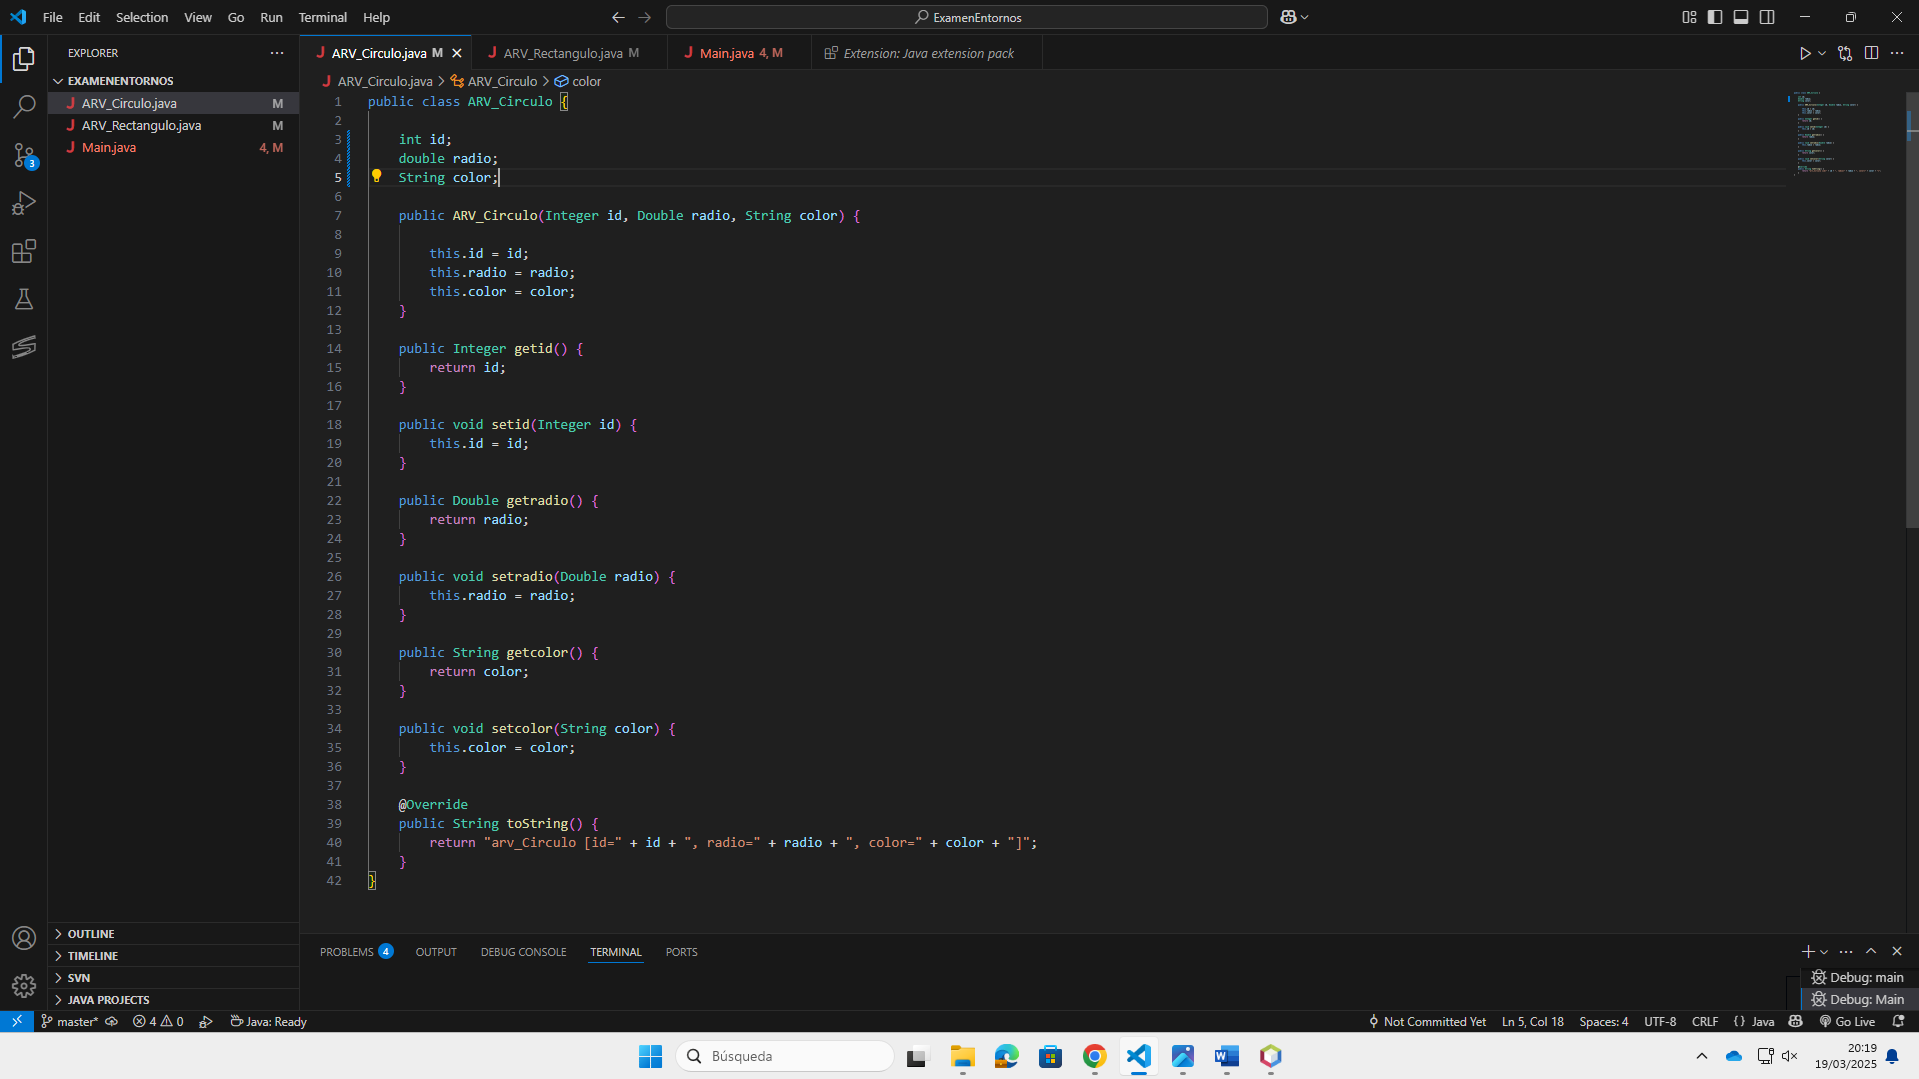 File Edit Selection View Go Run Terminal Help
ExamenEntornos
EXPLORER
EXAMENENTORNOS
ARV_Circulo.java M
ARV_Rectangulo.java M
Main.java 4, M
OUTLINE
TIMELINE
SVN
JAVA PROJECTS
ARV_Circulo.java M ARV_Rectangulo.java M Main.java 4, M Extension: Java extension pack
ARV_Circulo.java > ARV_Circulo > color
1 public class ARV_Circulo {
2
3 int id;
4 double radio;
5 String color;
6
7 public ARV_Circulo(Integer id, Double radio, String color) {
8
9 this.id = id;
10 this.radio = radio;
11 this.color = color;
12 }
13
14 public Integer getid() {
15 return id;
16 }
17
18 public void setid(Integer id) {
19 this.id = id;
20 }
21
22 public Double getradio() {
23 return radio;
24 }
25
26 public void setradio(Double radio) {
27 this.radio = radio;
28 }
29
30 public String getcolor() {
31 return color;
32 }
33
34 public void setcolor(String color) {
35 this.color = color;
36 }
37
38 @Override
39 public String toString() {
40 return "arv_Circulo [id=" + id + ", radio=" + radio + ", color=" + color + "]";
41 }
42 }
PROBLEMS 4 OUTPUT DEBUG CONSOLE TERMINAL PORTS
Debug: main
Debug: Main
3
master* 4 0 Java: Ready Not Committed Yet Ln 5, Col 18 Spaces: 4 UTF-8 CRLF {} Java Go Live
Búsqueda
20:19
19/03/2025